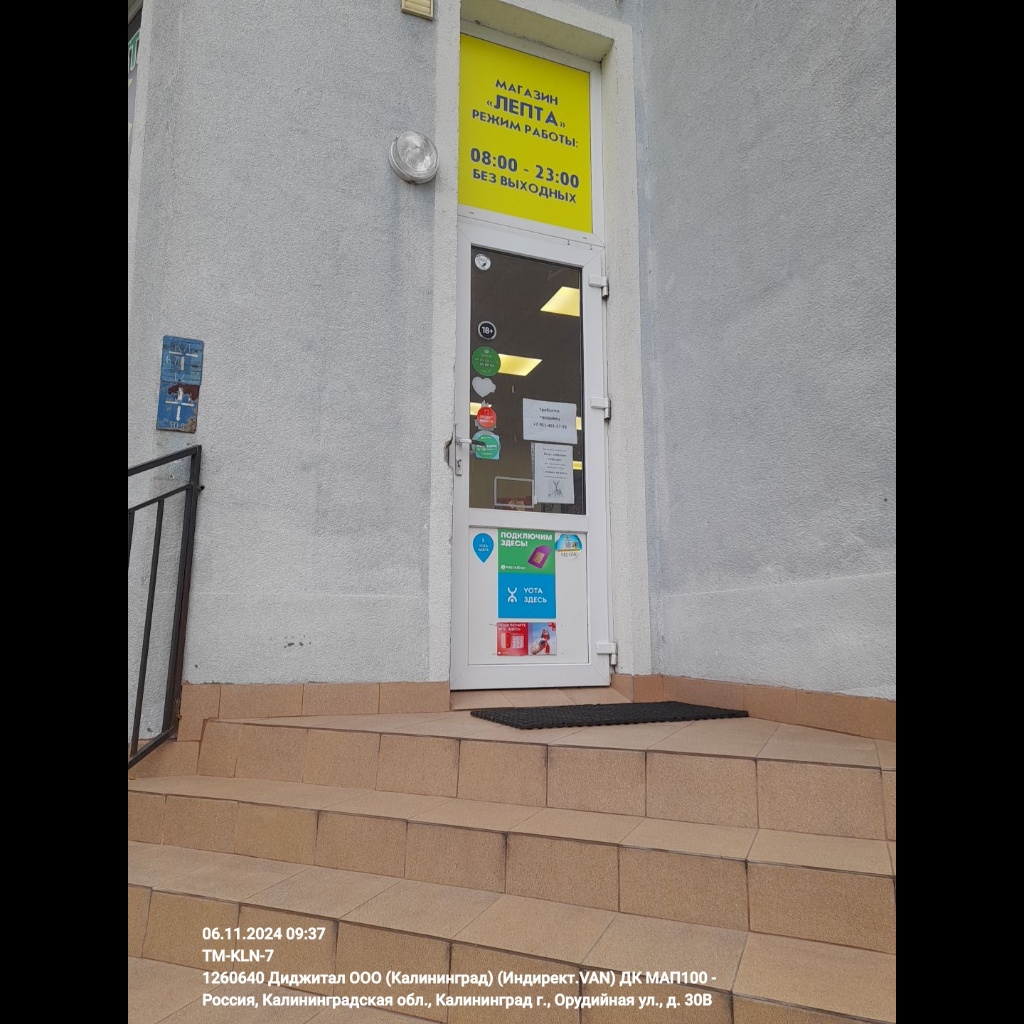 МАГАЗИН
«ЛЕПТА»
РЕЖИМ РАБОТЫ:
08:00 - 23:00
БЕЗ ВЫХОДНЫХ
18+
ПОДКЛЮЧИМ
ЗДЕСЬ!
YOTA
ЗДЕСЬ
06.11.2024 09:37
TM-KLN-7
1260640 Диджитал ООО (Калининград) (Индирект.VAN) ДК МАП100 -
Россия, Калининградская обл., Калининград г., Орудийная ул., д. 30В